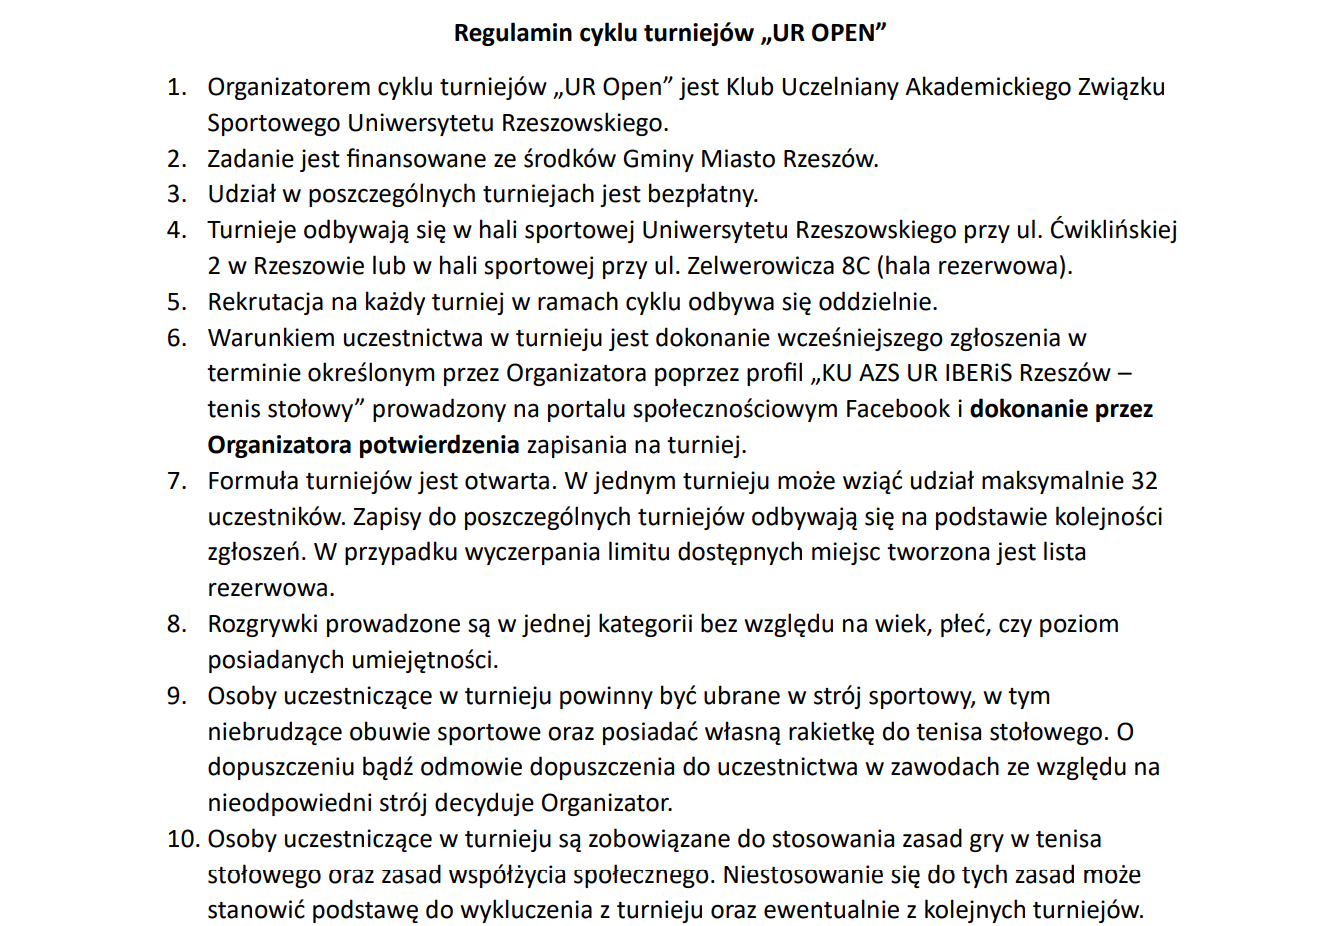 Regulamin cyklu turniejów „UR OPEN”
1. Organizatorem cyklu turniejów „UR Open” jest Klub Uczelniany Akademickiego Związku
Sportowego Uniwersytetu Rzeszowskiego.
2. Zadanie jest finansowane ze środków Gminy Miasto Rzeszów.
3. Udział w poszczególnych turniejach jest bezpłatny.
4. Turnieje odbywają się w hali sportowej Uniwersytetu Rzeszowskiego przy ul. Ćwiklińskiej
2 w Rzeszowie lub w hali sportowej przy ul. Zelwerowicza 8C (hala rezerwowa).
5. Rekrutacja na każdy turniej w ramach cyklu odbywa się oddzielnie.
6. Warunkiem uczestnictwa w turnieju jest dokonanie wcześniejszego zgłoszenia w
terminie określonym przez Organizatora poprzez profil „KU AZS UR IBERiS Rzeszów –
tenis stołowy” prowadzony na portalu społecznościowym Facebook i dokonanie przez
Organizatora potwierdzenia zapisania na turniej.
7. Formuła turniejów jest otwarta. W jednym turnieju może wziąć udział maksymalnie 32
uczestników. Zapisy do poszczególnych turniejów odbywają się na podstawie kolejności
zgłoszeń. W przypadku wyczerpania limitu dostępnych miejsc tworzona jest lista
rezerwowa.
8. Rozgrywki prowadzone są w jednej kategorii bez względu na wiek, płeć, czy poziom
posiadanych umiejętności.
9. Osoby uczestniczące w turnieju powinny być ubrane w strój sportowy, w tym
niebrudzące obuwie sportowe oraz posiadać własną rakietkę do tenisa stołowego. O
dopuszczeniu bądź odmowie dopuszczenia do uczestnictwa w zawodach ze względu na
nieodpowiedni strój decyduje Organizator.
10. Osoby uczestniczące w turnieju są zobowiązane do stosowania zasad gry w tenisa
stołowego oraz zasad współżycia społecznego. Niestosowanie się do tych zasad może
stanowić podstawę do wykluczenia z turnieju oraz ewentualnie z kolejnych turniejów.